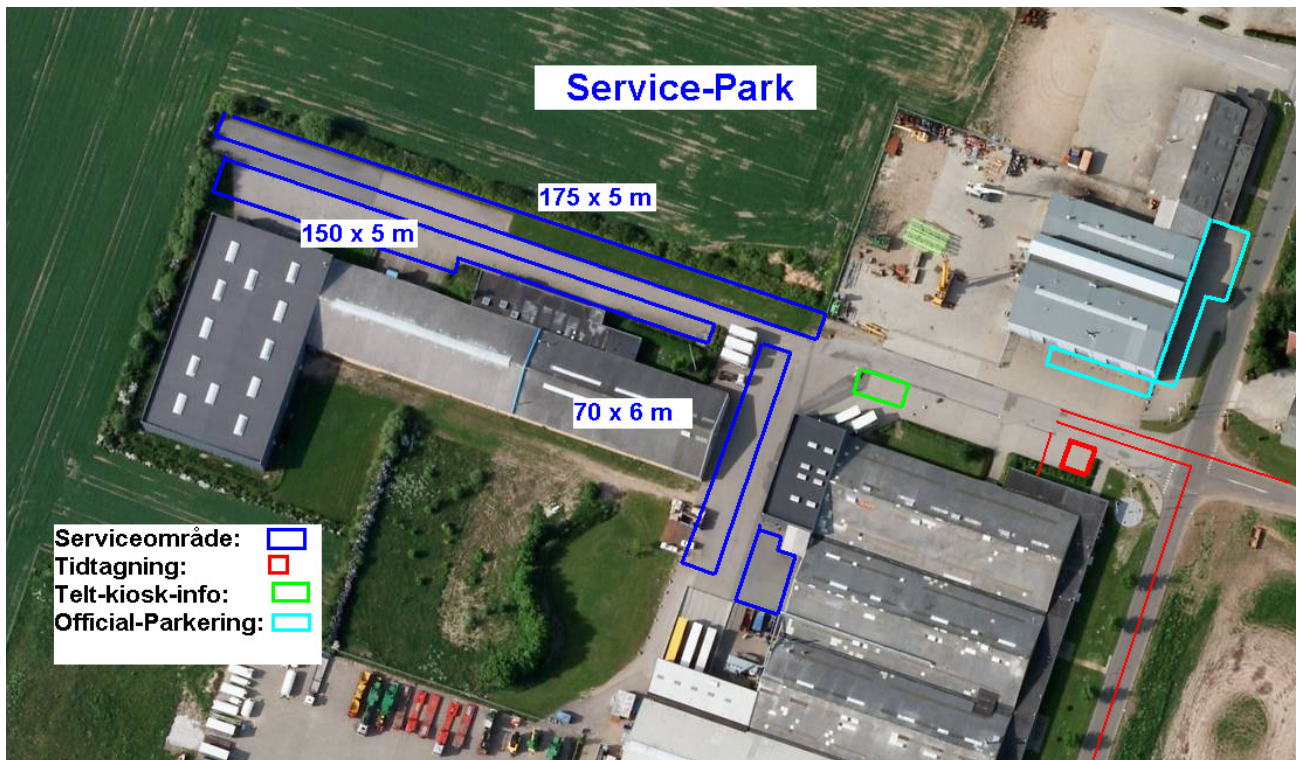 Service-Park
175 x 5 m
150 x 5 m
70 x 6 m
Serviceområde:
Tidtagning:
Telt-kiosk-info:
Official-Parkering: